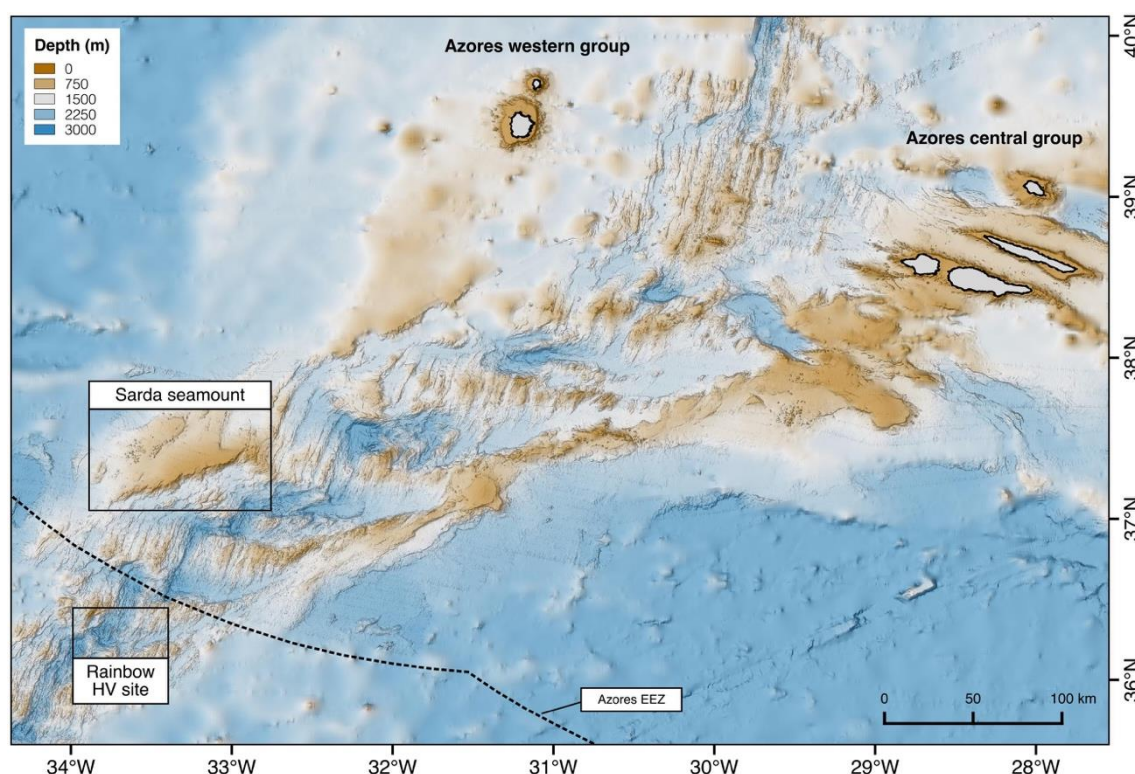 Depth (m)
0
750
1500
2250
3000
Azores western group
Azores central group
Sarda seamount
Rainbow
HV site
Azores EEZ
0 50 100 km
40°N
39°N
38°N
37°N
36°N
34°W 33°W 32°W 31°W 30°W 29°W 28°W